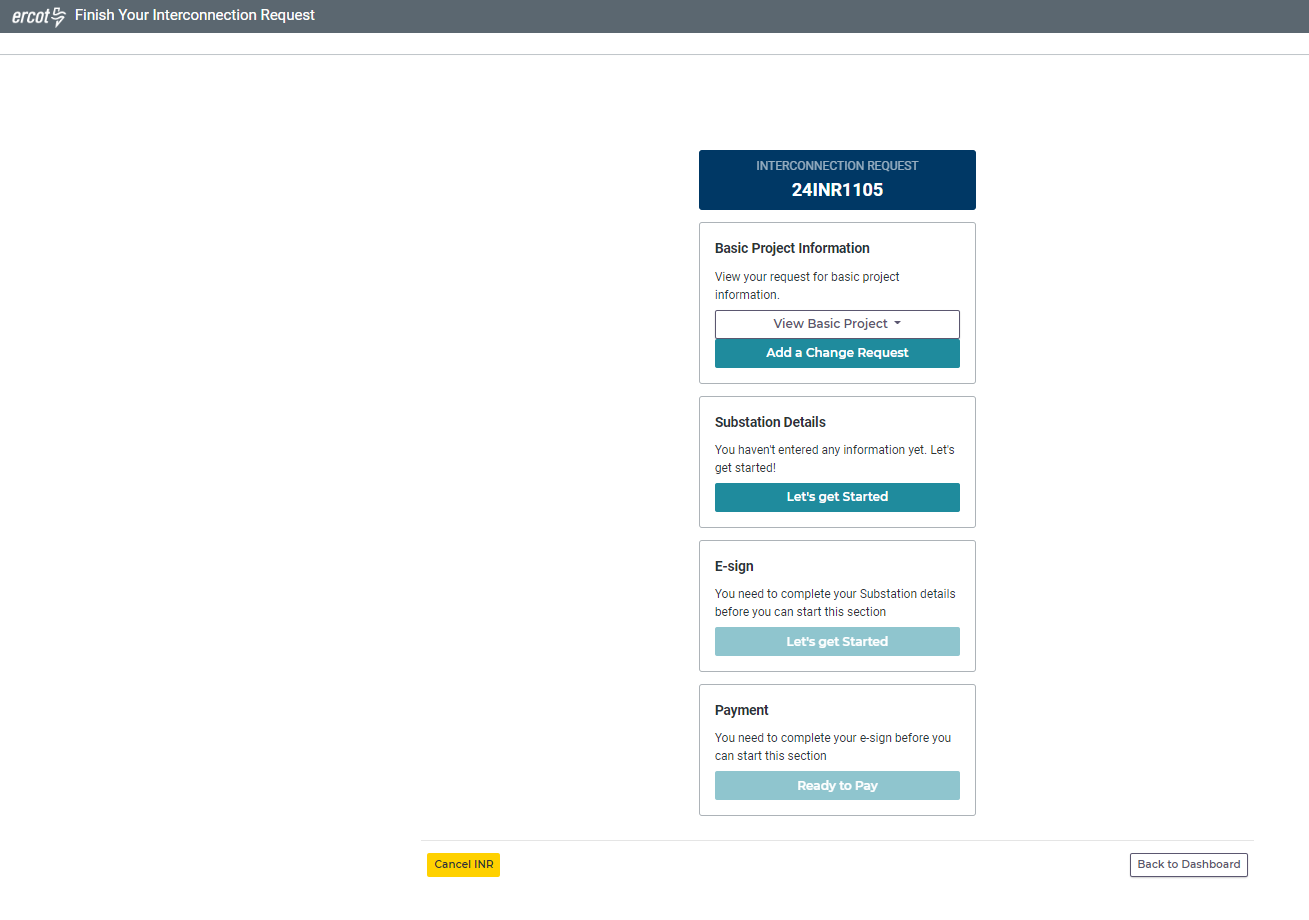 ercot Finish Your Interconnection Request
INTERCONNECTION REQUEST
24INR1105
Basic Project Information
View your request for basic project
information.
View Basic Project
Add a Change Request
Substation Details
You haven't entered any information yet. Let's
get started!
Let's get Started
E-sign
You need to complete your Substation details
before you can start this section
Let's get Started
Payment
You need to complete your e-sign before you
can start this section
Ready to Pay
Cancel INR
Back to Dashboard